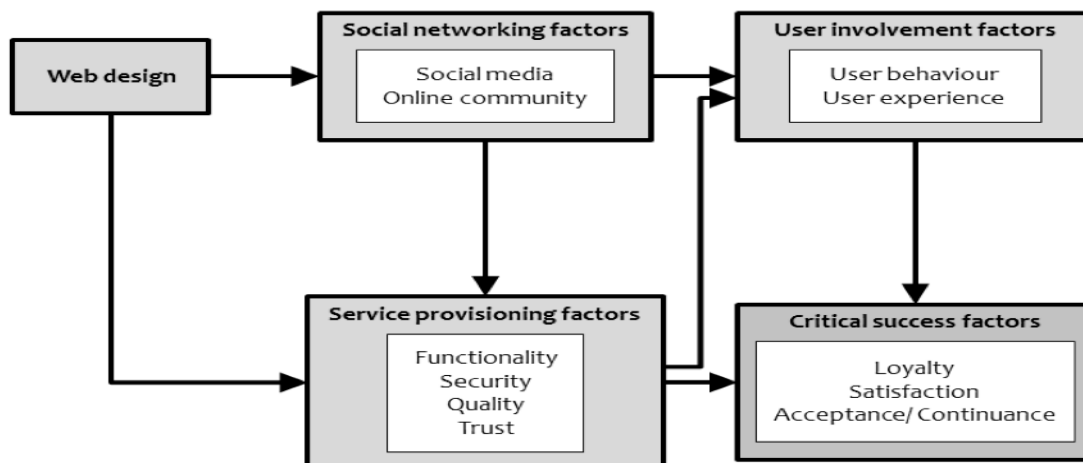 Web design
Social networking factors
Social media
Online community
User involvement factors
User behaviour
User experience
Service provisioning factors
Functionality
Security
Quality
Trust
Critical success factors
Loyalty
Satisfaction
Acceptance/ Continuance